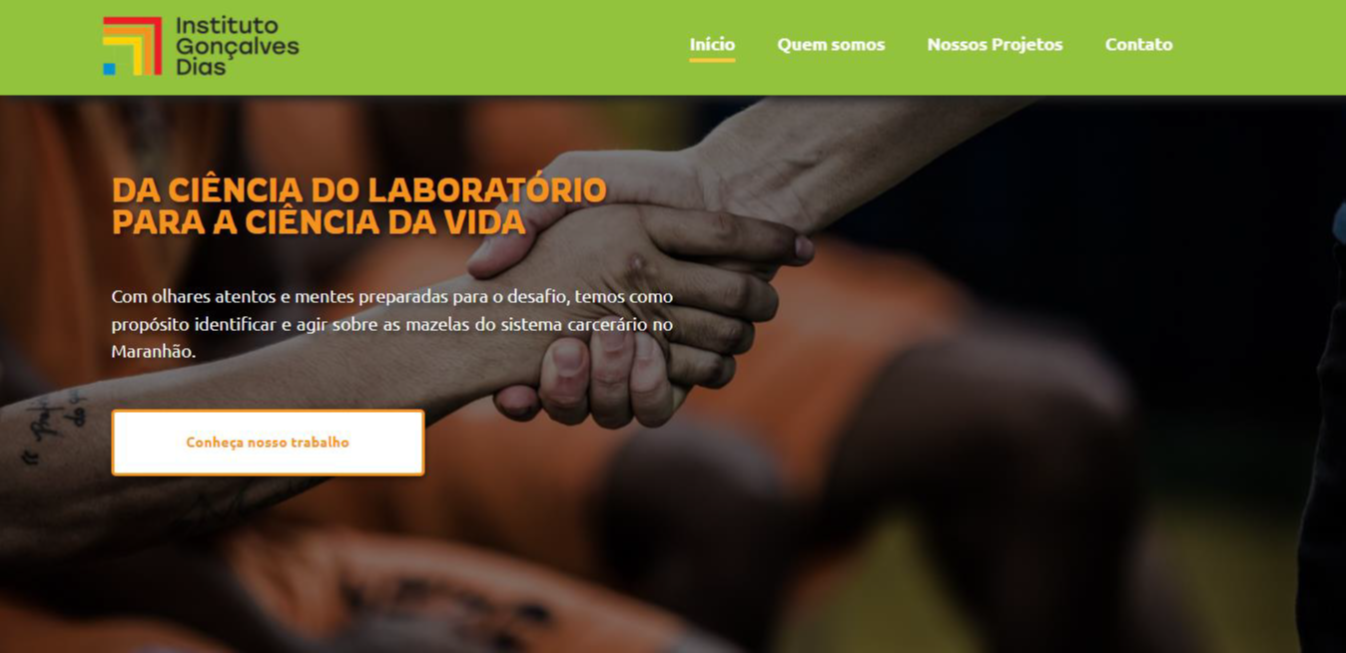 Instituto
Gonçalves
Dias
Início
Quem somos
Nossos Projetos
Contato
DA CIÊNCIA DO LABORATÓRIO
PARA A CIÊNCIA DA VIDA
Com olhares atentos e mentes preparadas para o desafio, temos como
propósito identificar e agir sobre as mazelas do sistema carcerário no
Maranhão.
Conheça nosso trabalho